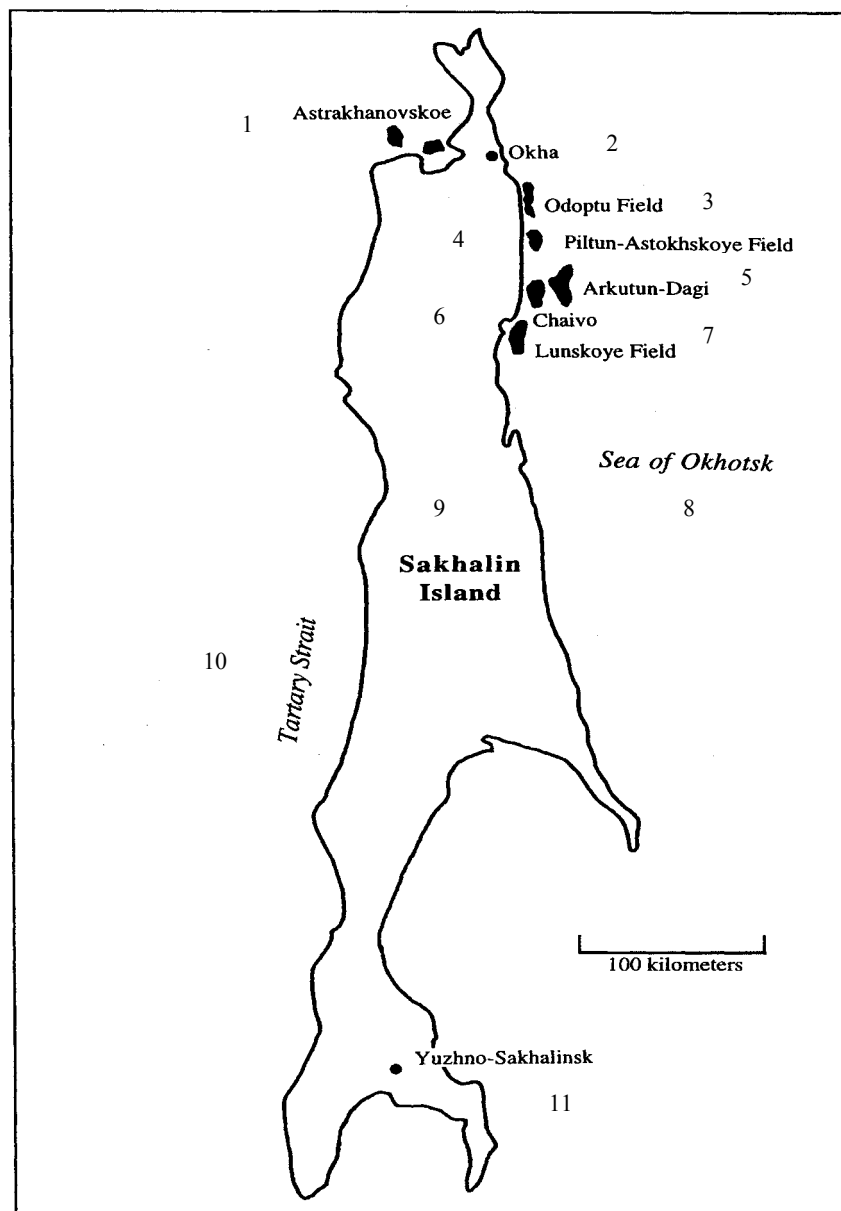 Astrakhanovskoe
1
2
Okha
3
Odoptu Field
4
Piltun-Astokhskoye Field
5
Arkutun-Dagi
6
Chaivo
7
Lunskoye Field
Sea of Okhotsk
9
8
Sakhalin
Island
Tartary Strait
10
100 kilometers
Yuzhno-Sakhalinsk
11